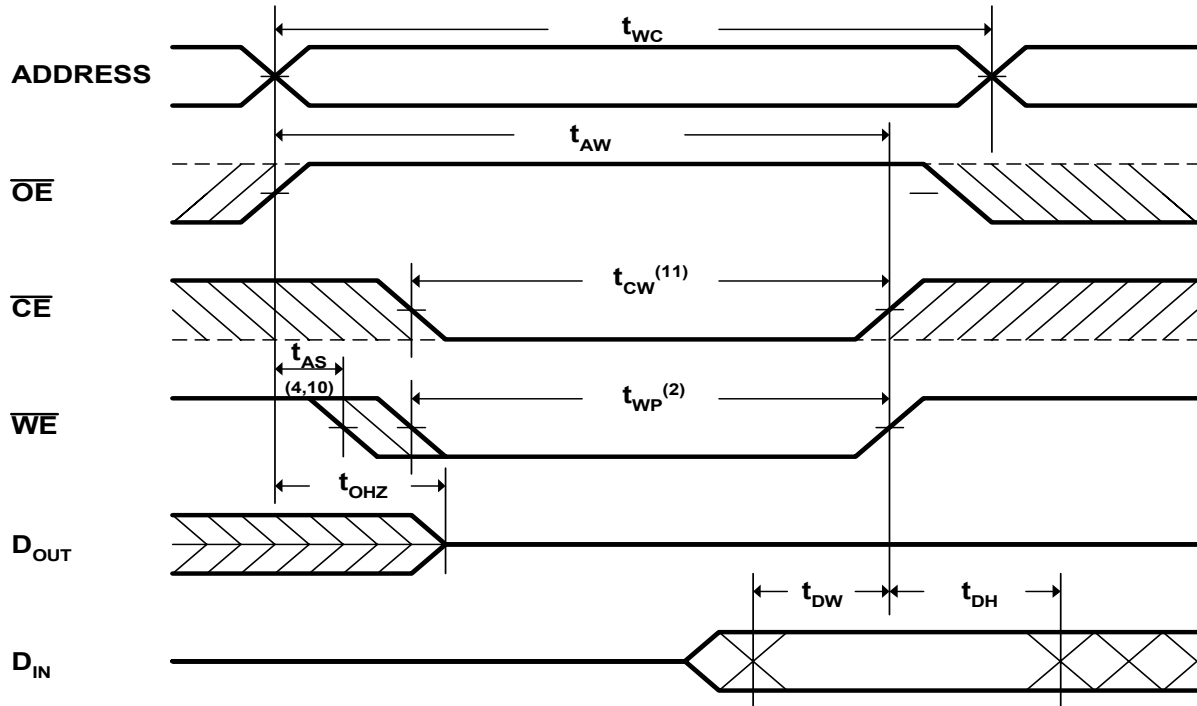 tWC
ADDRESS
tAW
OE
tCW(11)
CE
tAS
(4,10)
tWP(2)
WE
tOHZ
DOUT
tDW
tDH
DIN